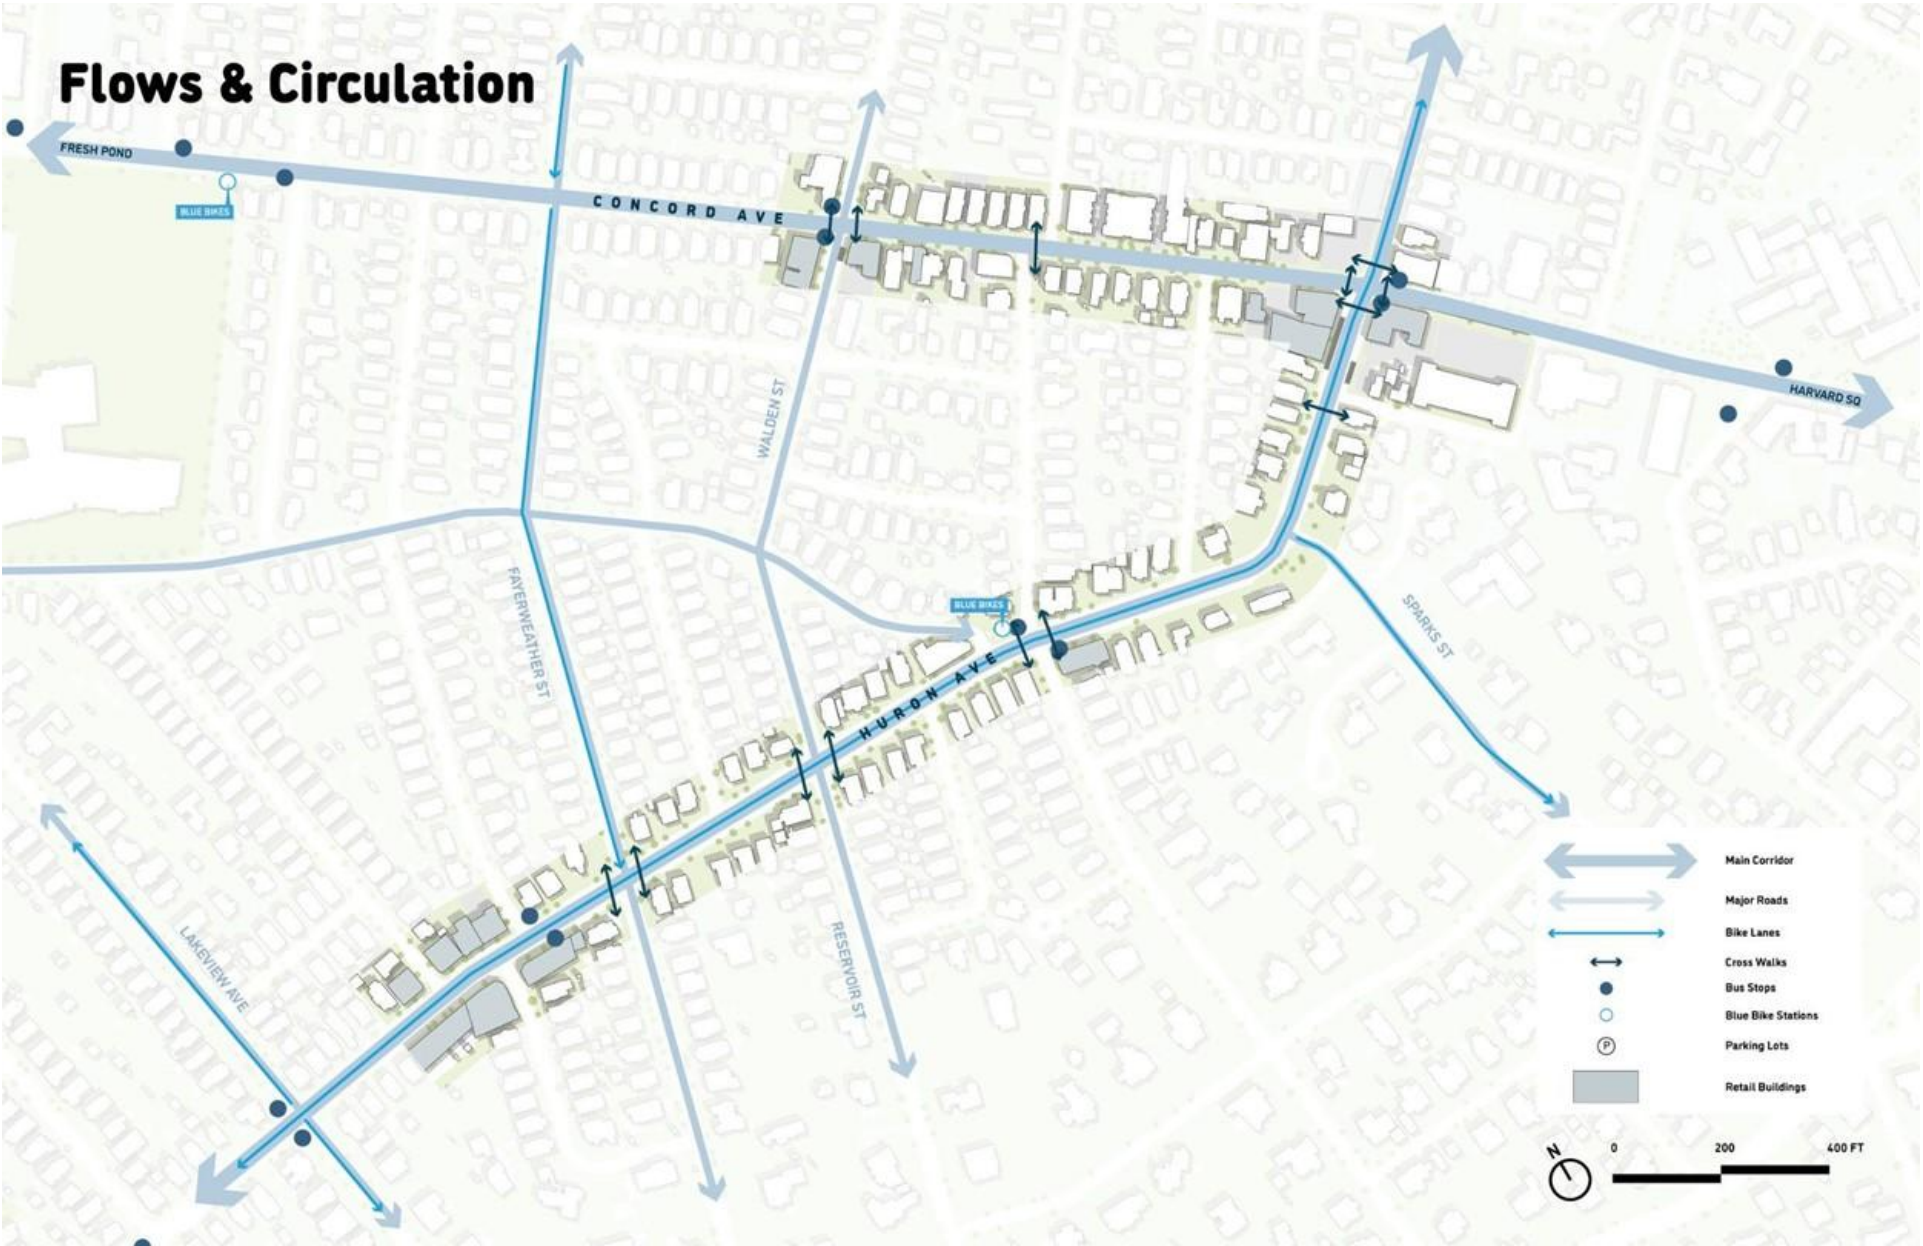 Flows & Circulation
FRESH POND
BLUE BIKES
CONCORD AVE
HARVARD SQ
WALDEN ST
FAYERWEATHER ST
BLUE BIKES
SPARKS ST
HURON AVE
LAKEVIEW AVE
RESERVOIR ST
Main Corridor
Major Roads
Bike Lanes
Cross Walks
Bus Stops
Blue Bike Stations
P
Parking Lots
Retail Buildings
N
0 200 400 FT